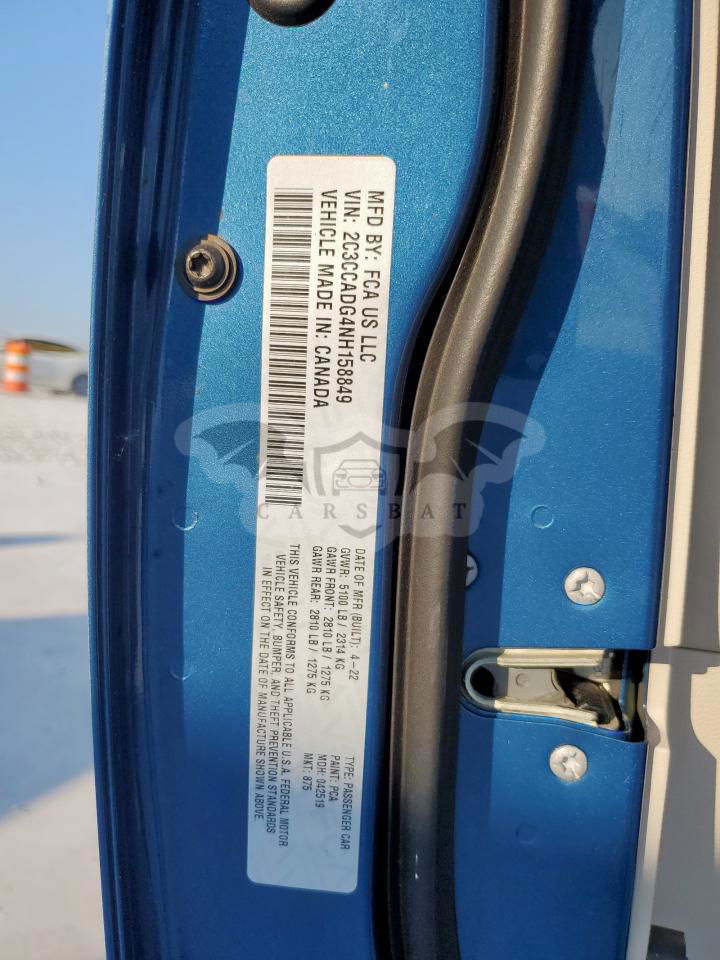 MFD BY: FCA US LLC
VIN: 2C3CCADG4NH158849
VEHICLE MADE IN: CANADA
DATE OF MFR (BUILT): 4-22
GVWR: 5100 LB / 2314 KG
GAWR FRONT: 2810 LB / 1275 KG
GAWR REAR: 2810 LB / 1275 KG
THIS VEHICLE CONFORMS TO ALL APPLICABLE U.S.A. FEDERAL MOTOR
VEHICLE SAFETY, BUMPER, AND THEFT PREVENTION STANDARDS
IN EFFECT ON THE DATE OF MANUFACTURE SHOWN ABOVE.
TYPE: PASSENGER CAR
PAINT: PCA
MDH: 042519
MKT: 875
CARSBAT